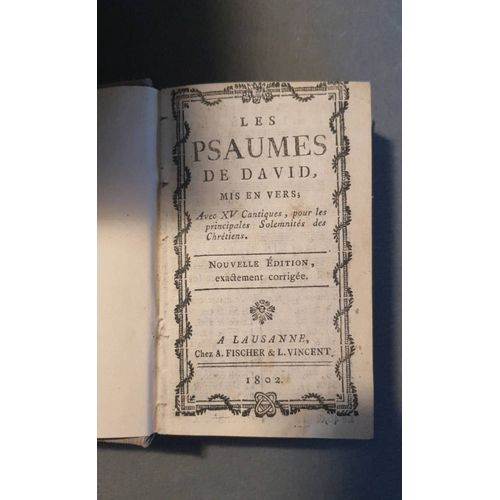 LES
PSAUMES
DE DAVID,
MIS EN VERS;
Avec XV Cantiques, pour les
principales Solemnités des
Chrétiens.
NOUVELLE ÉDITION,
exactement corrigée.
A LAUSANNE,
Chez A. FISCHER & L. VINCENT.
1802.